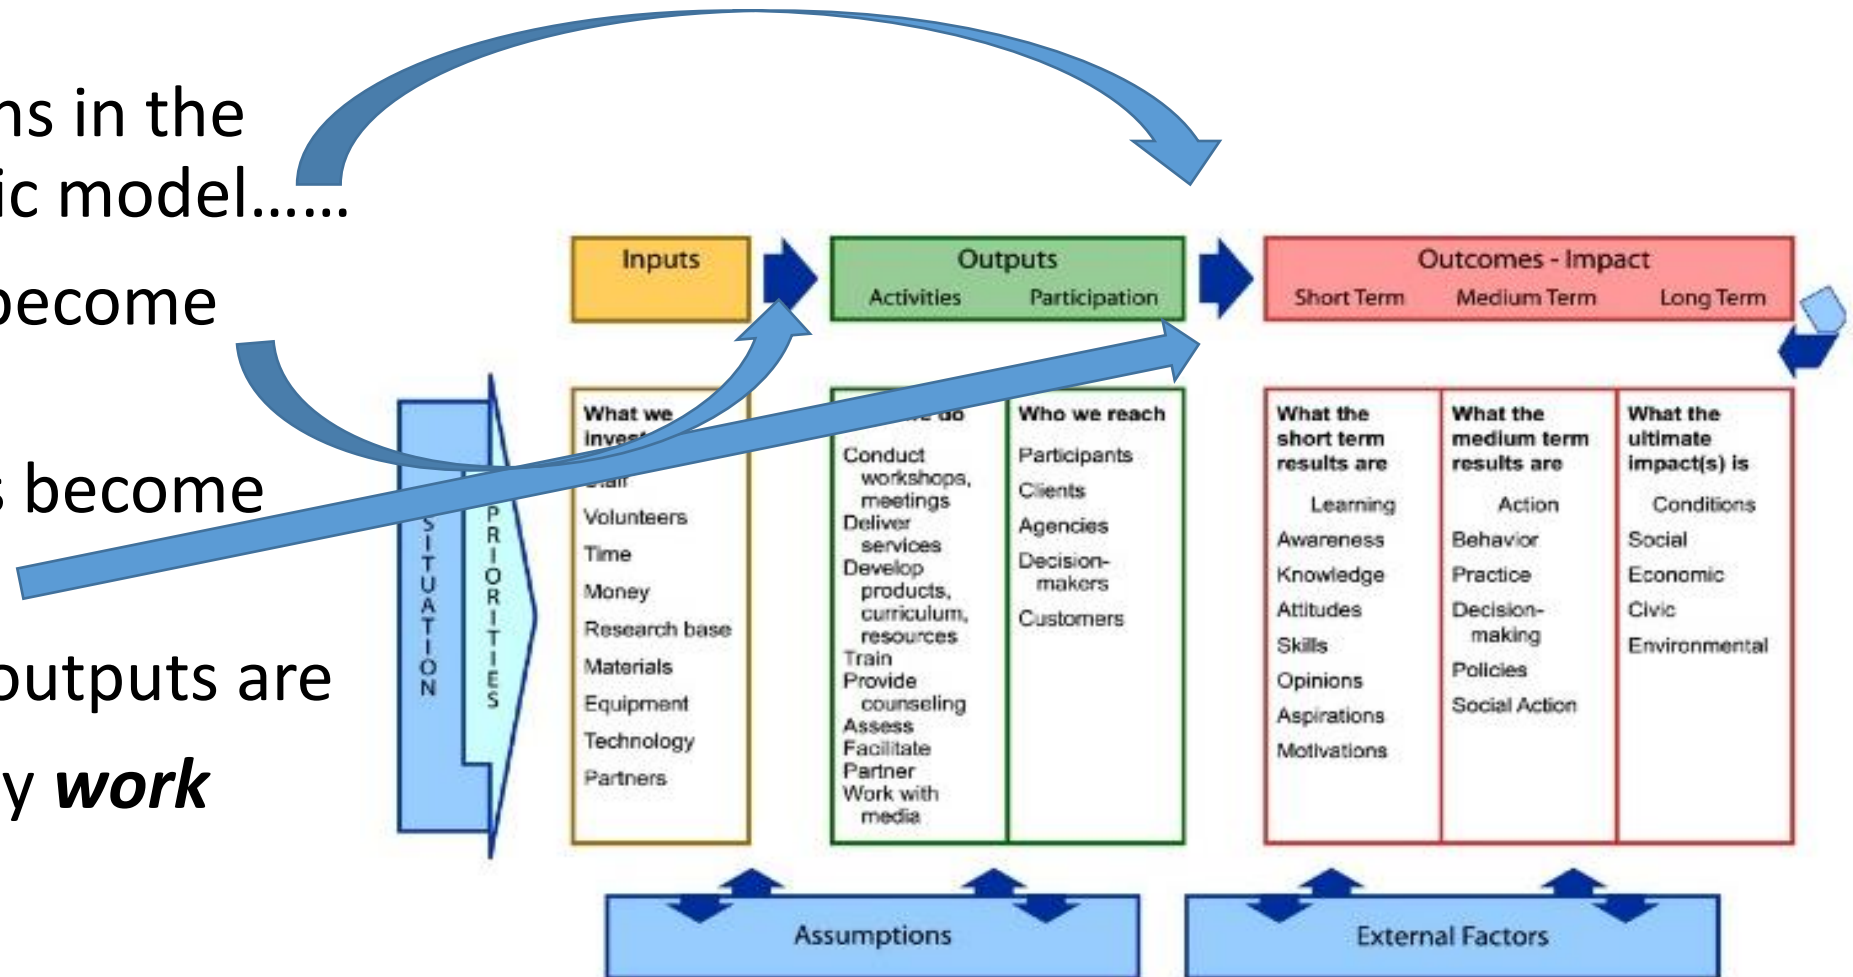 ns in the
ic model……
become
s become
outputs are
y work
Inputs
Outputs
Activities Participation
Outcomes - Impact
Short Term Medium Term Long Term
SITUATION
PRIORITIES
What we
Volunteers
Time
Money
Research base
Materials
Equipment
Technology
Partners
do
Conduct
workshops,
meetings
Deliver
services
Develop
products,
curriculum,
resources
Train
Provide
counseling
Assess
Facilitate
Partner
Work with
media
Who we reach
Participants
Clients
Agencies
Decision-
makers
Customers
What the
short term
results are
Learning
Awareness
Knowledge
Attitudes
Skills
Opinions
Aspirations
Motivations
What the
medium term
results are
Action
Behavior
Practice
Decision-
making
Policies
Social Action
What the
ultimate
impact(s) is
Conditions
Social
Economic
Civic
Environmental
Assumptions
External Factors